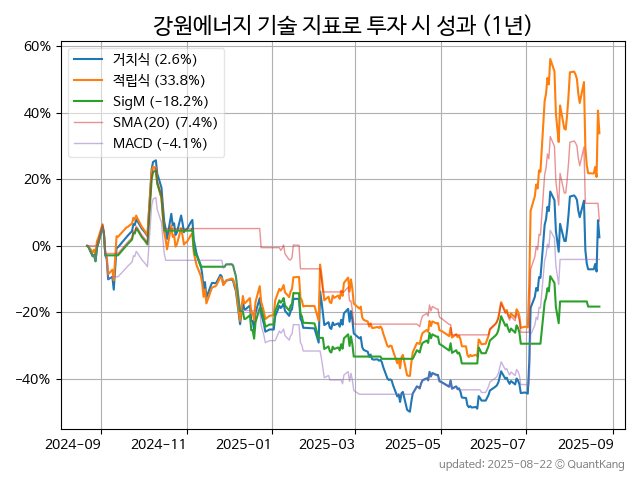 강원에너지 기술 지표로 투자 시 성과 (1년)
60%
40%
20%
0%
−20%
−40%
거치식 (2.6%)
적립식 (33.8%)
SigM (−18.2%)
SMA(20) (7.4%)
MACD (−4.1%)
2024-09 2024-11 2025-01 2025-03 2025-05 2025-07 2025-09
updated: 2025-08-22 © QuantKang